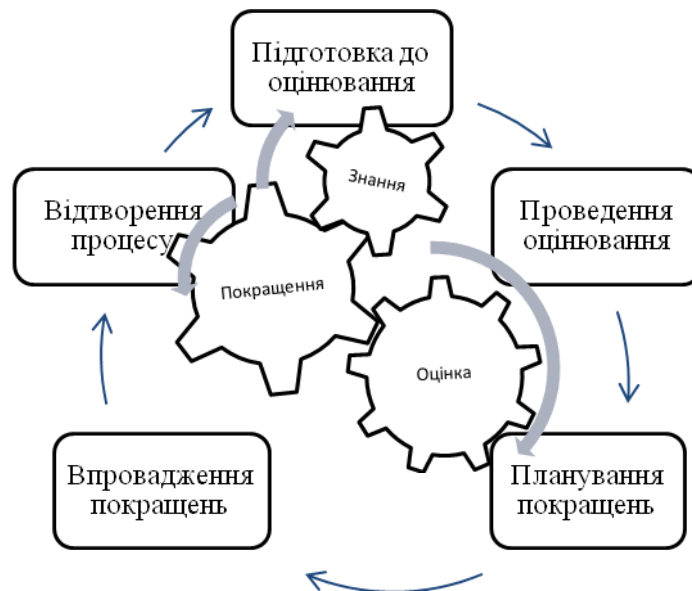 Підготовка до
оцінювання
Знання
Відтворення
процесу
Проведення
оцінювання
Покращення
Оцінка
Впровадження
покращень
Планування
покращень